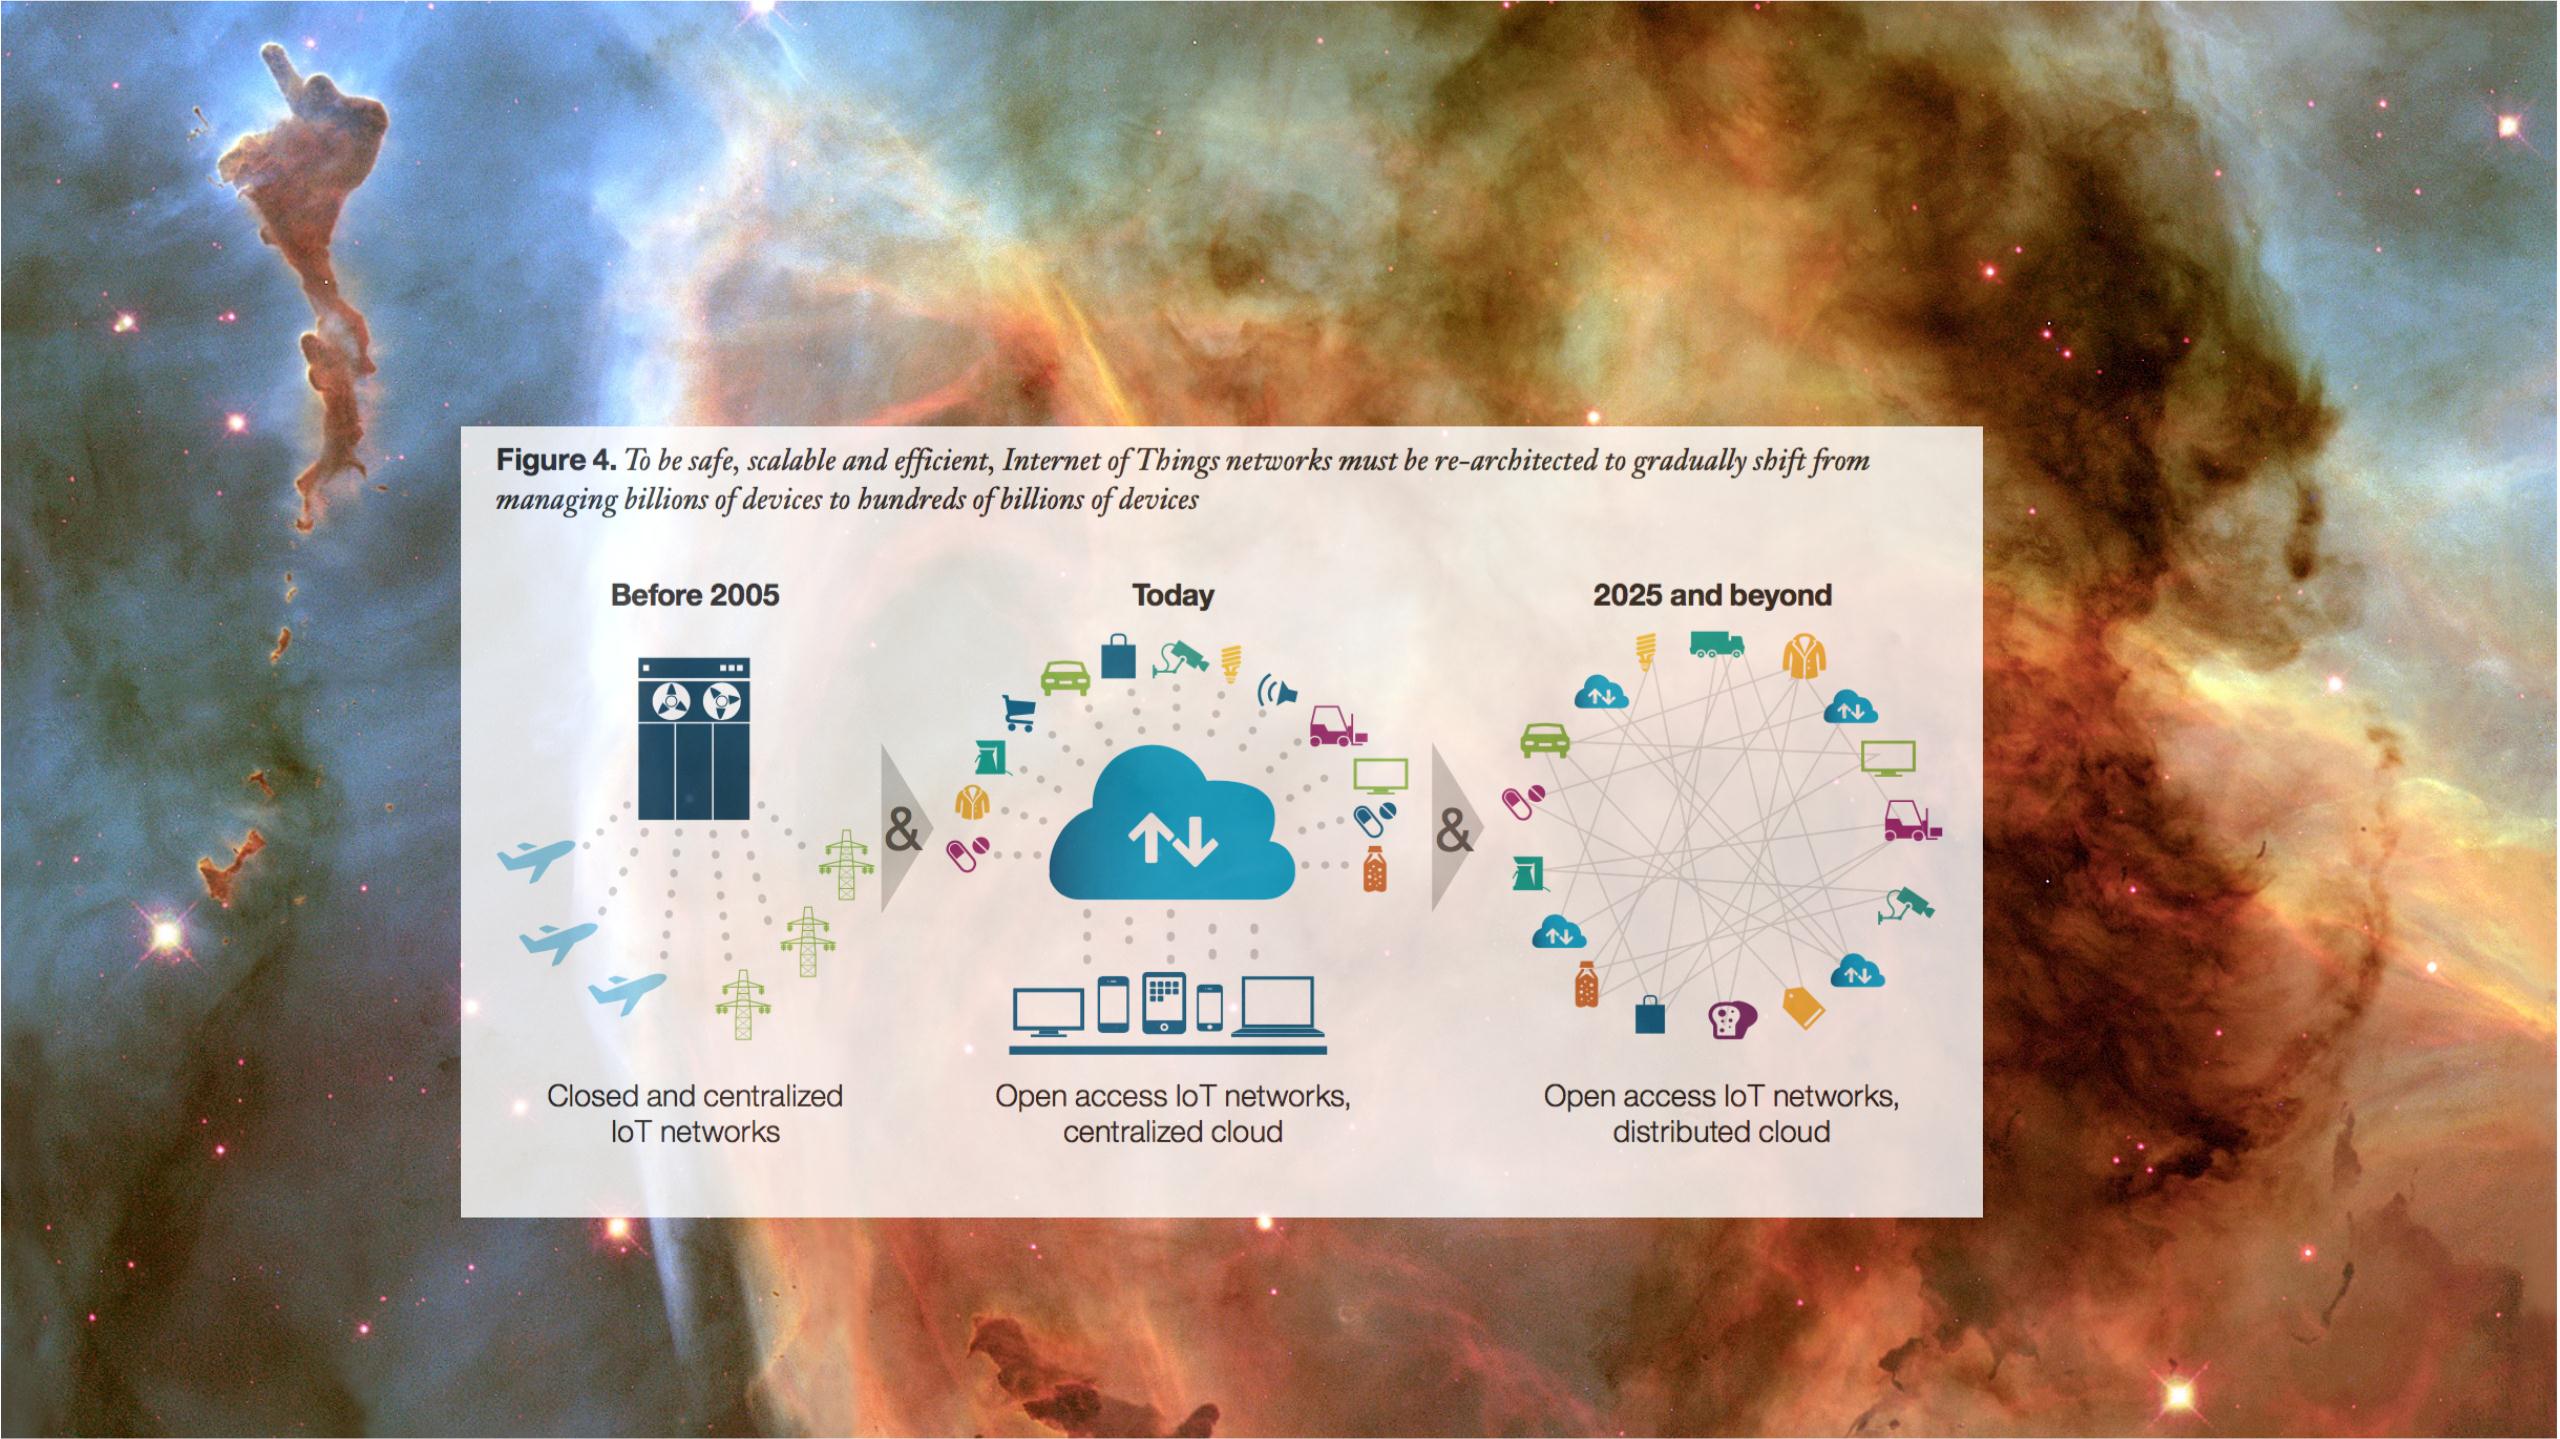 Figure 4. To be safe, scalable and efficient, Internet of Things networks must be re-architected to gradually shift from
managing billions of devices to hundreds of billions of devices
Before 2005
Today
2025 and beyond
&
&
Closed and centralized
IoT networks
Open access IoT networks,
centralized cloud
Open access IoT networks,
distributed cloud